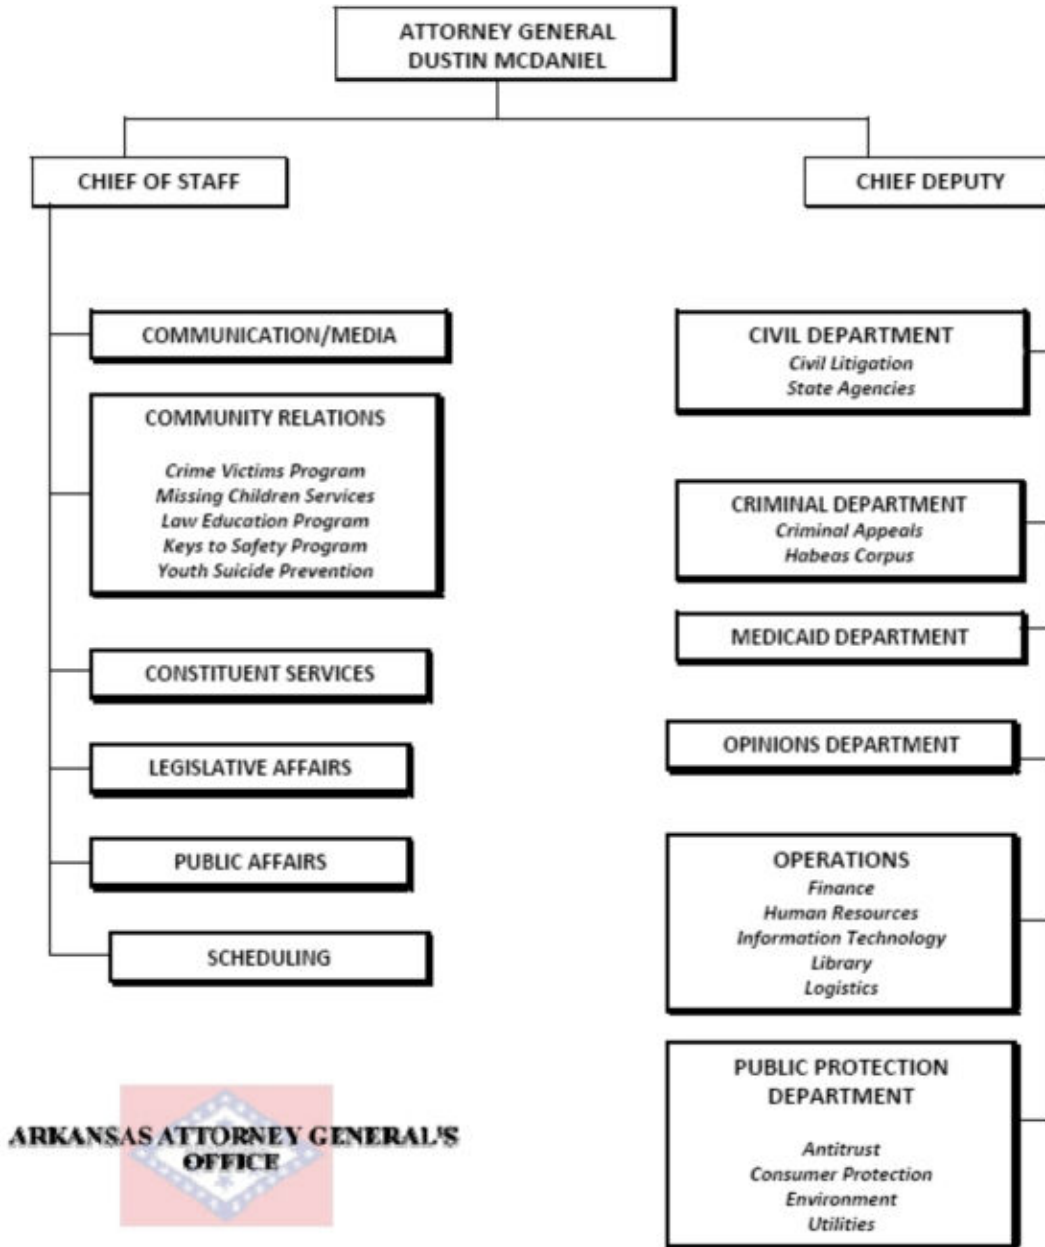 ATTORNEY GENERAL
DUSTIN MCDANIEL
CHIEF OF STAFF
COMMUNICATION/MEDIA
COMMUNITY RELATIONS
Crime Victims Program
Missing Children Services
Law Education Program
Keys to Safety Program
Youth Suicide Prevention
CONSTITUENT SERVICES
LEGISLATIVE AFFAIRS
PUBLIC AFFAIRS
SCHEDULING
CHIEF DEPUTY
CIVIL DEPARTMENT
Civil Litigation
State Agencies
CRIMINAL DEPARTMENT
Criminal Appeals
Habeas Corpus
MEDICAID DEPARTMENT
OPINIONS DEPARTMENT
OPERATIONS
Finance
Human Resources
Information Technology
Library
Logistics
PUBLIC PROTECTION
DEPARTMENT
Antitrust
Consumer Protection
Environment
Utilities
ARKANSAS ATTORNEY GENERAL'S
OFFICE